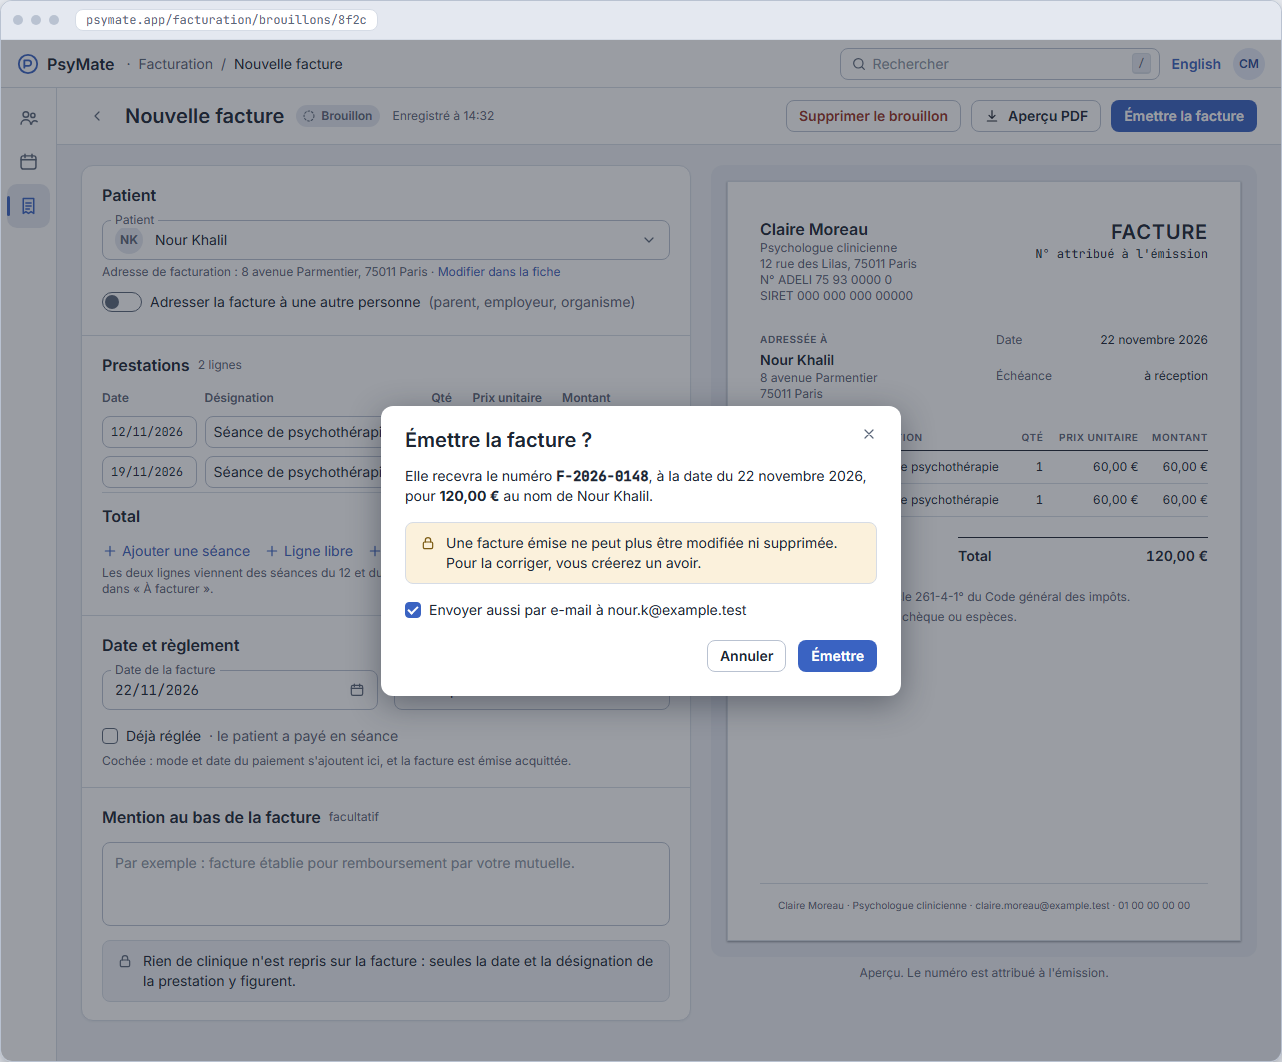 psymate.app/facturation/brouillons/8f2c
PsyMate · Facturation / Nouvelle facture
Rechercher /
English
CM
Nouvelle facture
Brouillon
Enregistré à 14:32
Supprimer le brouillon
Aperçu PDF
Émettre la facture
Patient
Patient
NK Nour Khalil
Adresse de facturation : 8 avenue Parmentier, 75011 Paris · Modifier dans la fiche
Adresser la facture à une autre personne (parent, employeur, organisme)
Prestations 2 lignes
Date Désignation Qté Prix unitaire Montant
12/11/2026 Séance de psychothérapi
19/11/2026 Séance de psychothérapi
Total
Ajouter une séance
Ligne libre
Les deux lignes viennent des séances du 12 et du
dans « À facturer ».
Date et règlement
Date de la facture
22/11/2026
Déjà réglée · le patient a payé en séance
Cochée : mode et date du paiement s'ajoutent ici, et la facture est émise acquittée.
Mention au bas de la facture facultatif
Par exemple : facture établie pour remboursement par votre mutuelle.
Rien de clinique n'est repris sur la facture : seules la date et la désignation de
la prestation y figurent.
Émettre la facture ?
Elle recevra le numéro F-2026-0148, à la date du 22 novembre 2026,
pour 120,00 € au nom de Nour Khalil.
Une facture émise ne peut plus être modifiée ni supprimée.
Pour la corriger, vous créerez un avoir.
Envoyer aussi par e-mail à nour.k@example.test
Annuler
Émettre
Claire Moreau
Psychologue clinicienne
12 rue des Lilas, 75011 Paris
N° ADELI 75 93 0000 0
SIRET 000 000 000 00000
FACTURE
N° attribué à l'émission
ADRESSÉE À
Nour Khalil
8 avenue Parmentier
75011 Paris
Date 22 novembre 2026
Échéance à réception
ION QTÉ PRIX UNITAIRE MONTANT
e psychothérapie 1 60,00 € 60,00 €
e psychothérapie 1 60,00 € 60,00 €
Total 120,00 €
le 261-4-1° du Code général des impôts.
chèque ou espèces.
Claire Moreau · Psychologue clinicienne · claire.moreau@example.test · 01 00 00 00 00
Aperçu. Le numéro est attribué à l'émission.